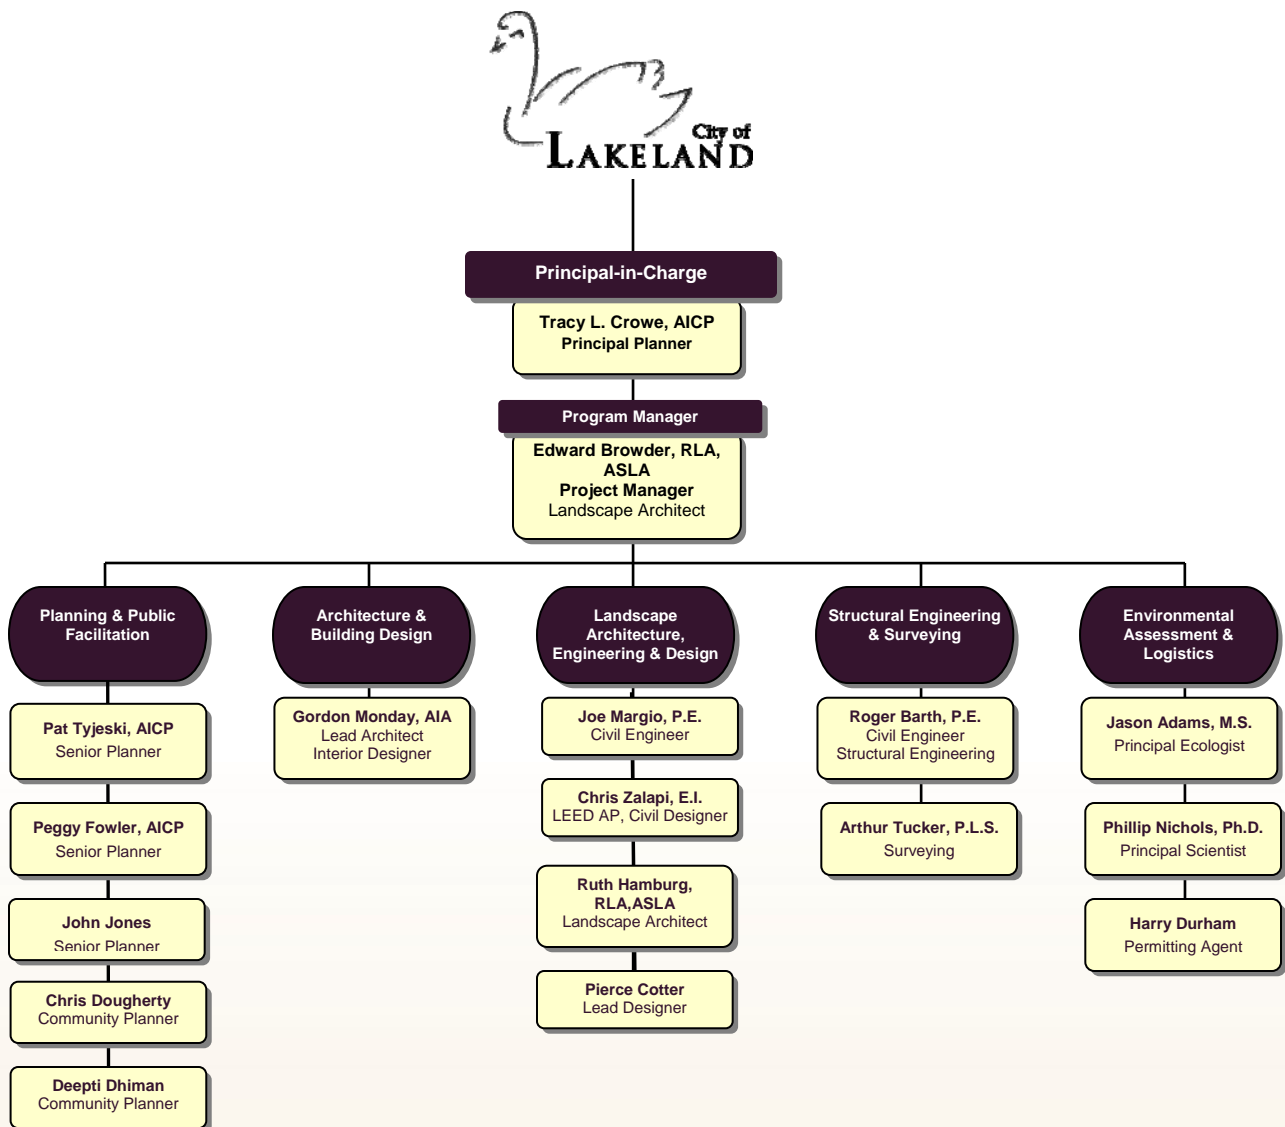 City of
LAKELAND
Principal-in-Charge
Tracy L. Crowe, AICP
Principal Planner
Program Manager
Edward Browder, RLA,
ASLA
Project Manager
Landscape Architect
Planning & Public
Facilitation
Pat Tyjeski, AICP
Senior Planner
Peggy Fowler, AICP
Senior Planner
John Jones
Senior Planner
Chris Dougherty
Community Planner
Deepti Dhiman
Community Planner
Architecture &
Building Design
Gordon Monday, AIA
Lead Architect
Interior Designer
Landscape
Architecture,
Engineering & Design
Joe Margio, P.E.
Civil Engineer
Chris Zalapi, E.I.
LEED AP, Civil Designer
Ruth Hamburg,
RLA,ASLA
Landscape Architect
Pierce Cotter
Lead Designer
Structural Engineering
& Surveying
Roger Barth, P.E.
Civil Engineer
Structural Engineering
Arthur Tucker, P.L.S.
Surveying
Environmental
Assessment &
Logistics
Jason Adams, M.S.
Principal Ecologist
Phillip Nichols, Ph.D.
Principal Scientist
Harry Durham
Permitting Agent